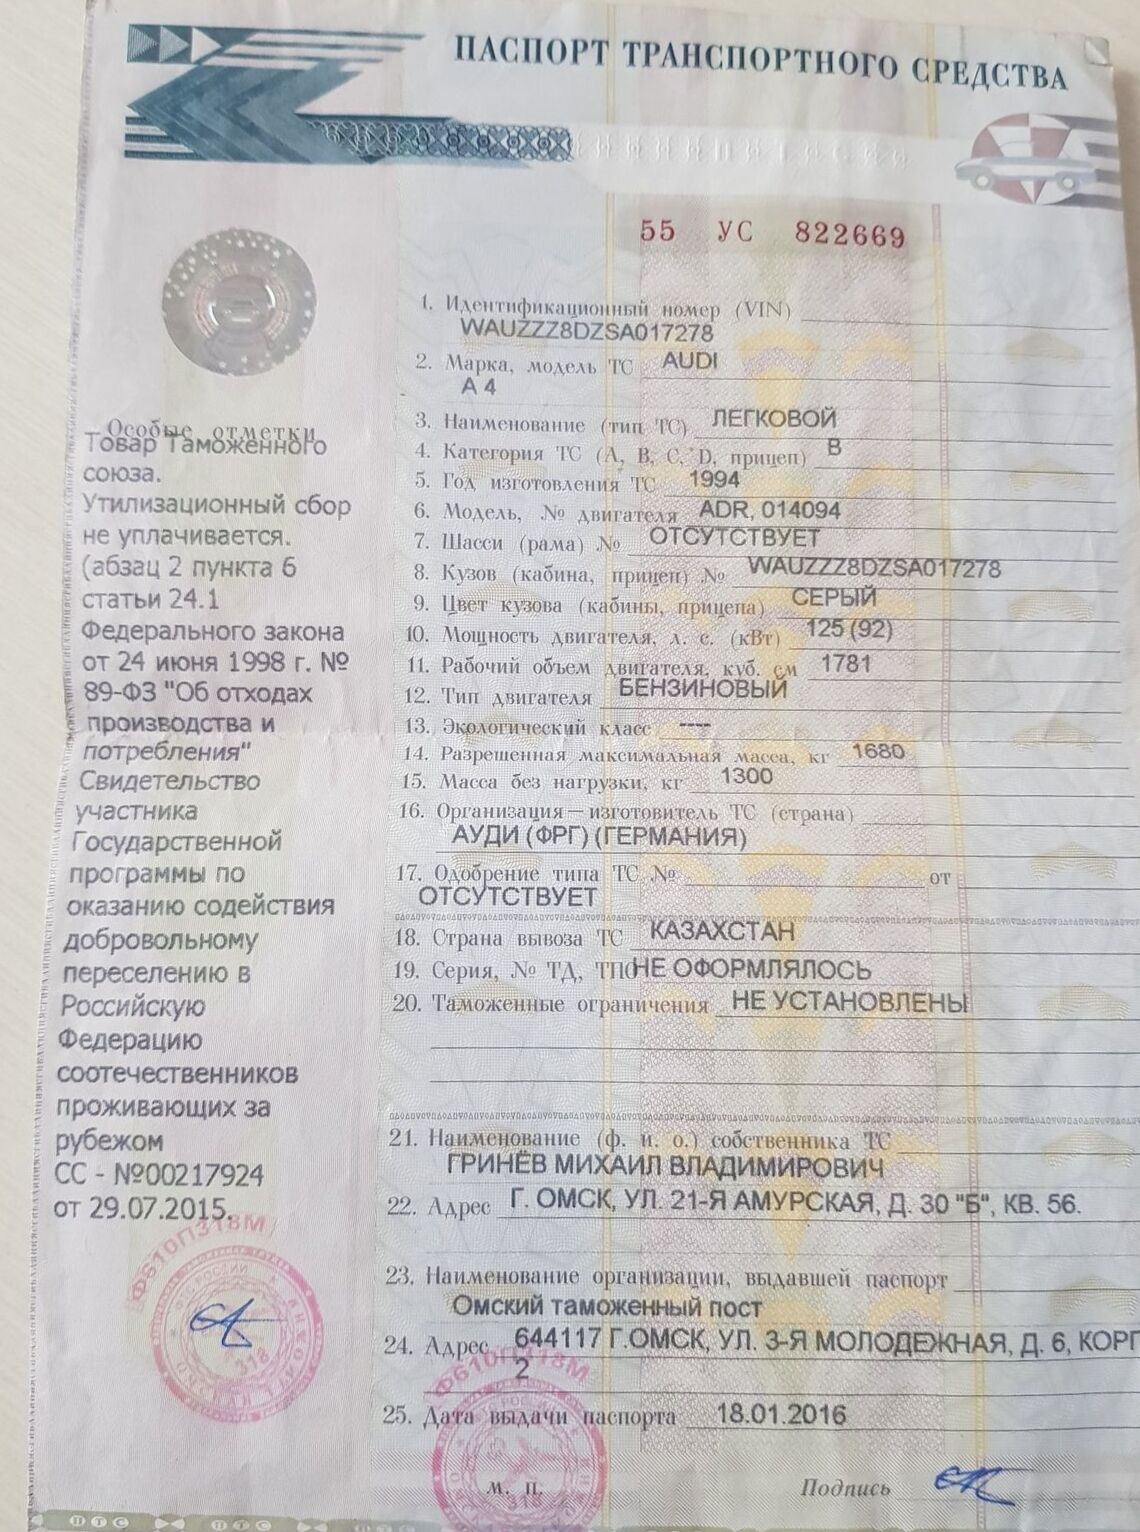 ПАСПОРТ ТРАНСПОРТНОГО СРЕДСТВА
55 УС 822669
1. Идентификационный номер (VIN)
WAUZZZ8DZSA017278
2. Марка, модель ТС AUDI
A 4
3. Наименование (тип ТС) ЛЕГКОВОЙ
4. Категория ТС (A, B, C, D, прицеп) B
5. Год изготовления ТС 1994
6. Модель, № двигателя ADR, 014094
7. Шасси (рама) № ОТСУТСТВУЕТ
8. Кузов (кабина, прицеп) № WAUZZZ8DZSA017278
9. Цвет кузова (кабины, прицепа) СЕРЫЙ
10. Мощность двигателя, л. с. (кВт) 125 (92)
11. Рабочий объем двигателя, куб. см 1781
12. Тип двигателя БЕНЗИНОВЫЙ
13. Экологический класс ----
14. Разрешенная максимальная масса, кг 1680
15. Масса без нагрузки, кг 1300
16. Организация–изготовитель ТС (страна)
АУДИ (ФРГ) (ГЕРМАНИЯ)
17. Одобрение типа ТС № от
ОТСУТСТВУЕТ
18. Страна вывоза ТС КАЗАХСТАН
19. Серия, № ТД, ТПО НЕ ОФОРМЛЯЛОСЬ
20. Таможенные ограничения НЕ УСТАНОВЛЕНЫ
21. Наименование (ф. и. о.) собственника ТС
ГРИНЁВ МИХАИЛ ВЛАДИМИРОВИЧ
22. Адрес Г. ОМСК, УЛ. 21-Я АМУРСКАЯ, Д. 30 "Б", КВ. 56.
23. Наименование организации, выдавшей паспорт
Омский таможенный пост
24. Адрес 644117 Г.ОМСК, УЛ. 3-Я МОЛОДЕЖНАЯ, Д. 6, КОРП
2
25. Дата выдачи паспорта 18.01.2016
М. П. Подпись
Особые отметки
Товар Таможенного
союза.
Утилизационный сбор
не уплачивается.
(абзац 2 пункта 6
статьи 24.1
Федерального закона
от 24 июня 1998 г. №
89-ФЗ "Об отходах
производства и
потребления"
Свидетельство
участника
Государственной
программы по
оказанию содействия
добровольному
переселению в
Российскую
Федерацию
соотечественников
проживающих за
рубежом
СС - №00217924
от 29.07.2015.
Ф610П318М
318
Ф610П318М
318
ПТС ПТС